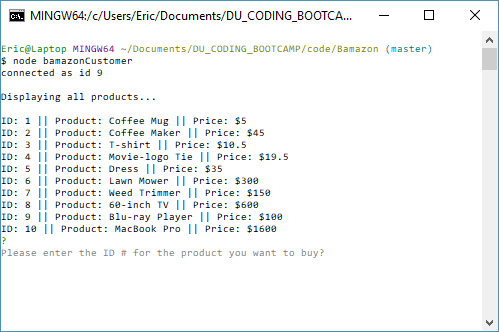 MINGW64:/c/Users/Eric/Documents/DU_CODING_BOOTCA...
Eric@Laptop MINGW64 ~/Documents/DU_CODING_BOOTCAMP/code/Bamazon (master)
$ node bamazonCustomer
connected as id 9
Displaying all products...
ID: 1 || Product: Coffee Mug || Price: $5
ID: 2 || Product: Coffee Maker || Price: $45
ID: 3 || Product: T-shirt || Price: $10.5
ID: 4 || Product: Movie-logo Tie || Price: $19.5
ID: 5 || Product: Dress || Price: $35
ID: 6 || Product: Lawn Mower || Price: $300
ID: 7 || Product: Weed Trimmer || Price: $150
ID: 8 || Product: 60-inch TV || Price: $600
ID: 9 || Product: Blu-ray Player || Price: $100
ID: 10 || Product: MacBook Pro || Price: $1600
?
Please enter the ID # for the product you want to buy?